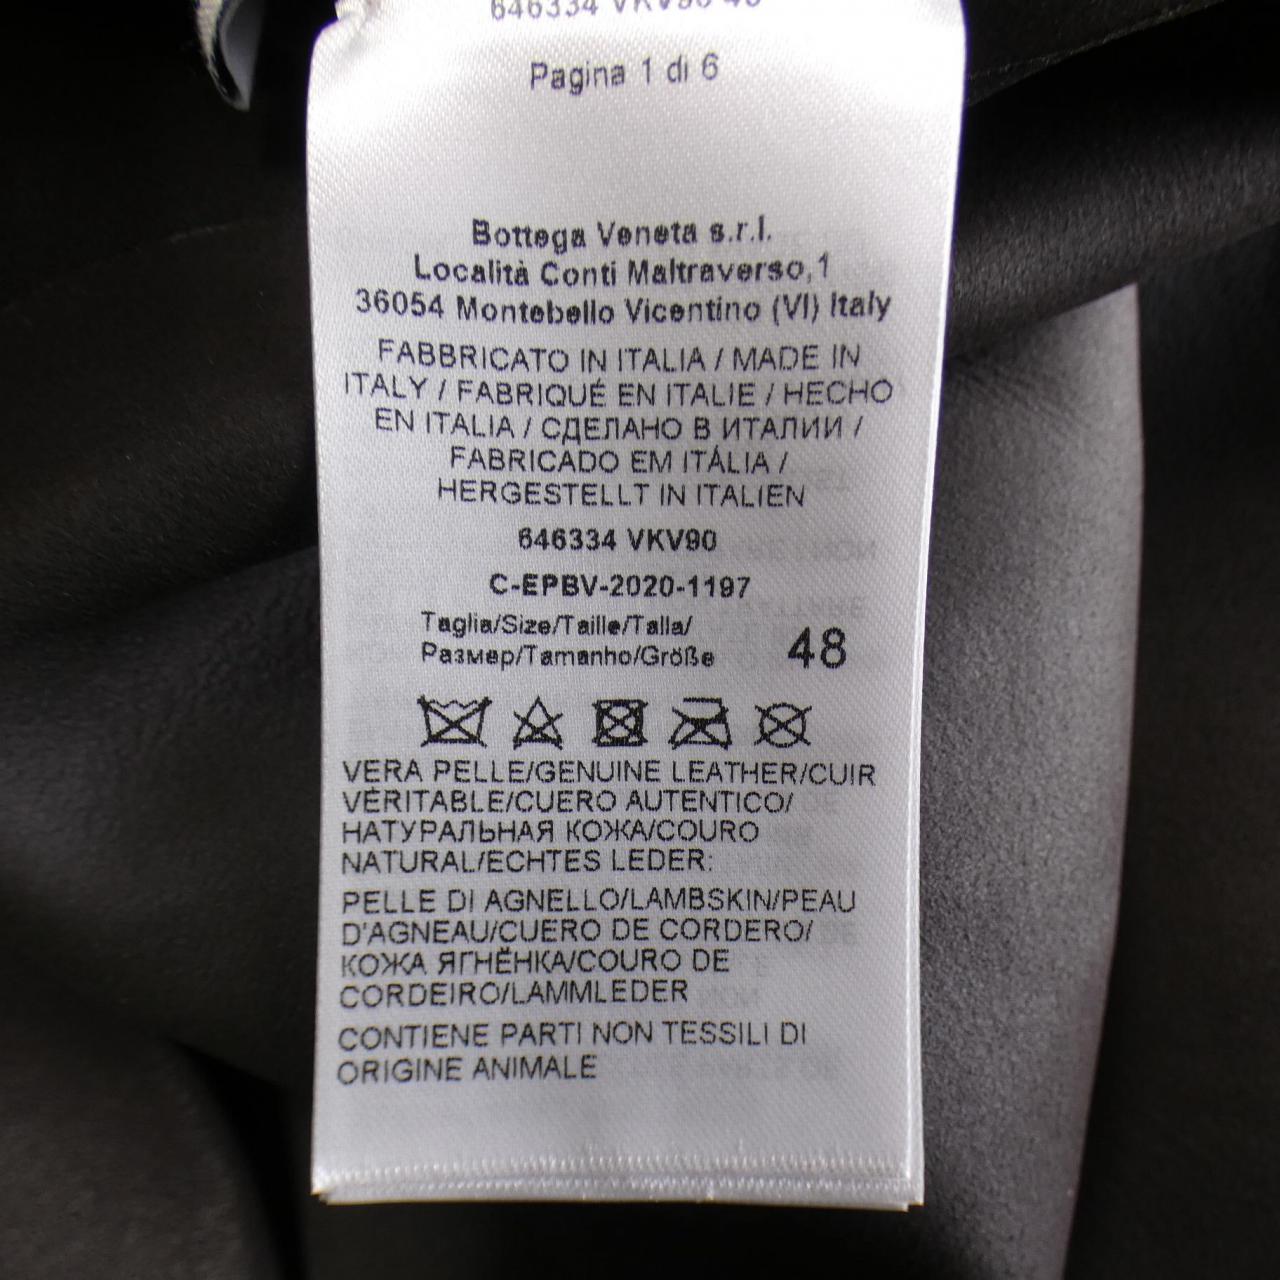 646334 VKV90 48
Pagina 1 di 6
Bottega Veneta s.r.l.
Località Conti Maltraverso,1
36054 Montebello Vicentino (VI) Italy
FABBRICATO IN ITALIA / MADE IN
ITALY / FABRIQUÉ EN ITALIE / HECHO
EN ITALIA / СДЕЛАНО В ИТАЛИИ /
FABRICADO EM ITÁLIA /
HERGESTELLT IN ITALIEN
646334 VKV90
C-EPBV-2020-1197
Taglia/Size/Taille/Talla/
Размер/Tamanho/Größe 48
VERA PELLE/GENUINE LEATHER/CUIR
VÉRITABLE/CUERO AUTENTICO/
НАТУРАЛЬНАЯ КОЖА/COURO
NATURAL/ECHTES LEDER:
PELLE DI AGNELLO/LAMBSKIN/PEAU
D'AGNEAU/CUERO DE CORDERO/
КОЖА ЯГНЁНКА/COURO DE
CORDEIRO/LAMMLEDER
CONTIENE PARTI NON TESSILI DI
ORIGINE ANIMALE